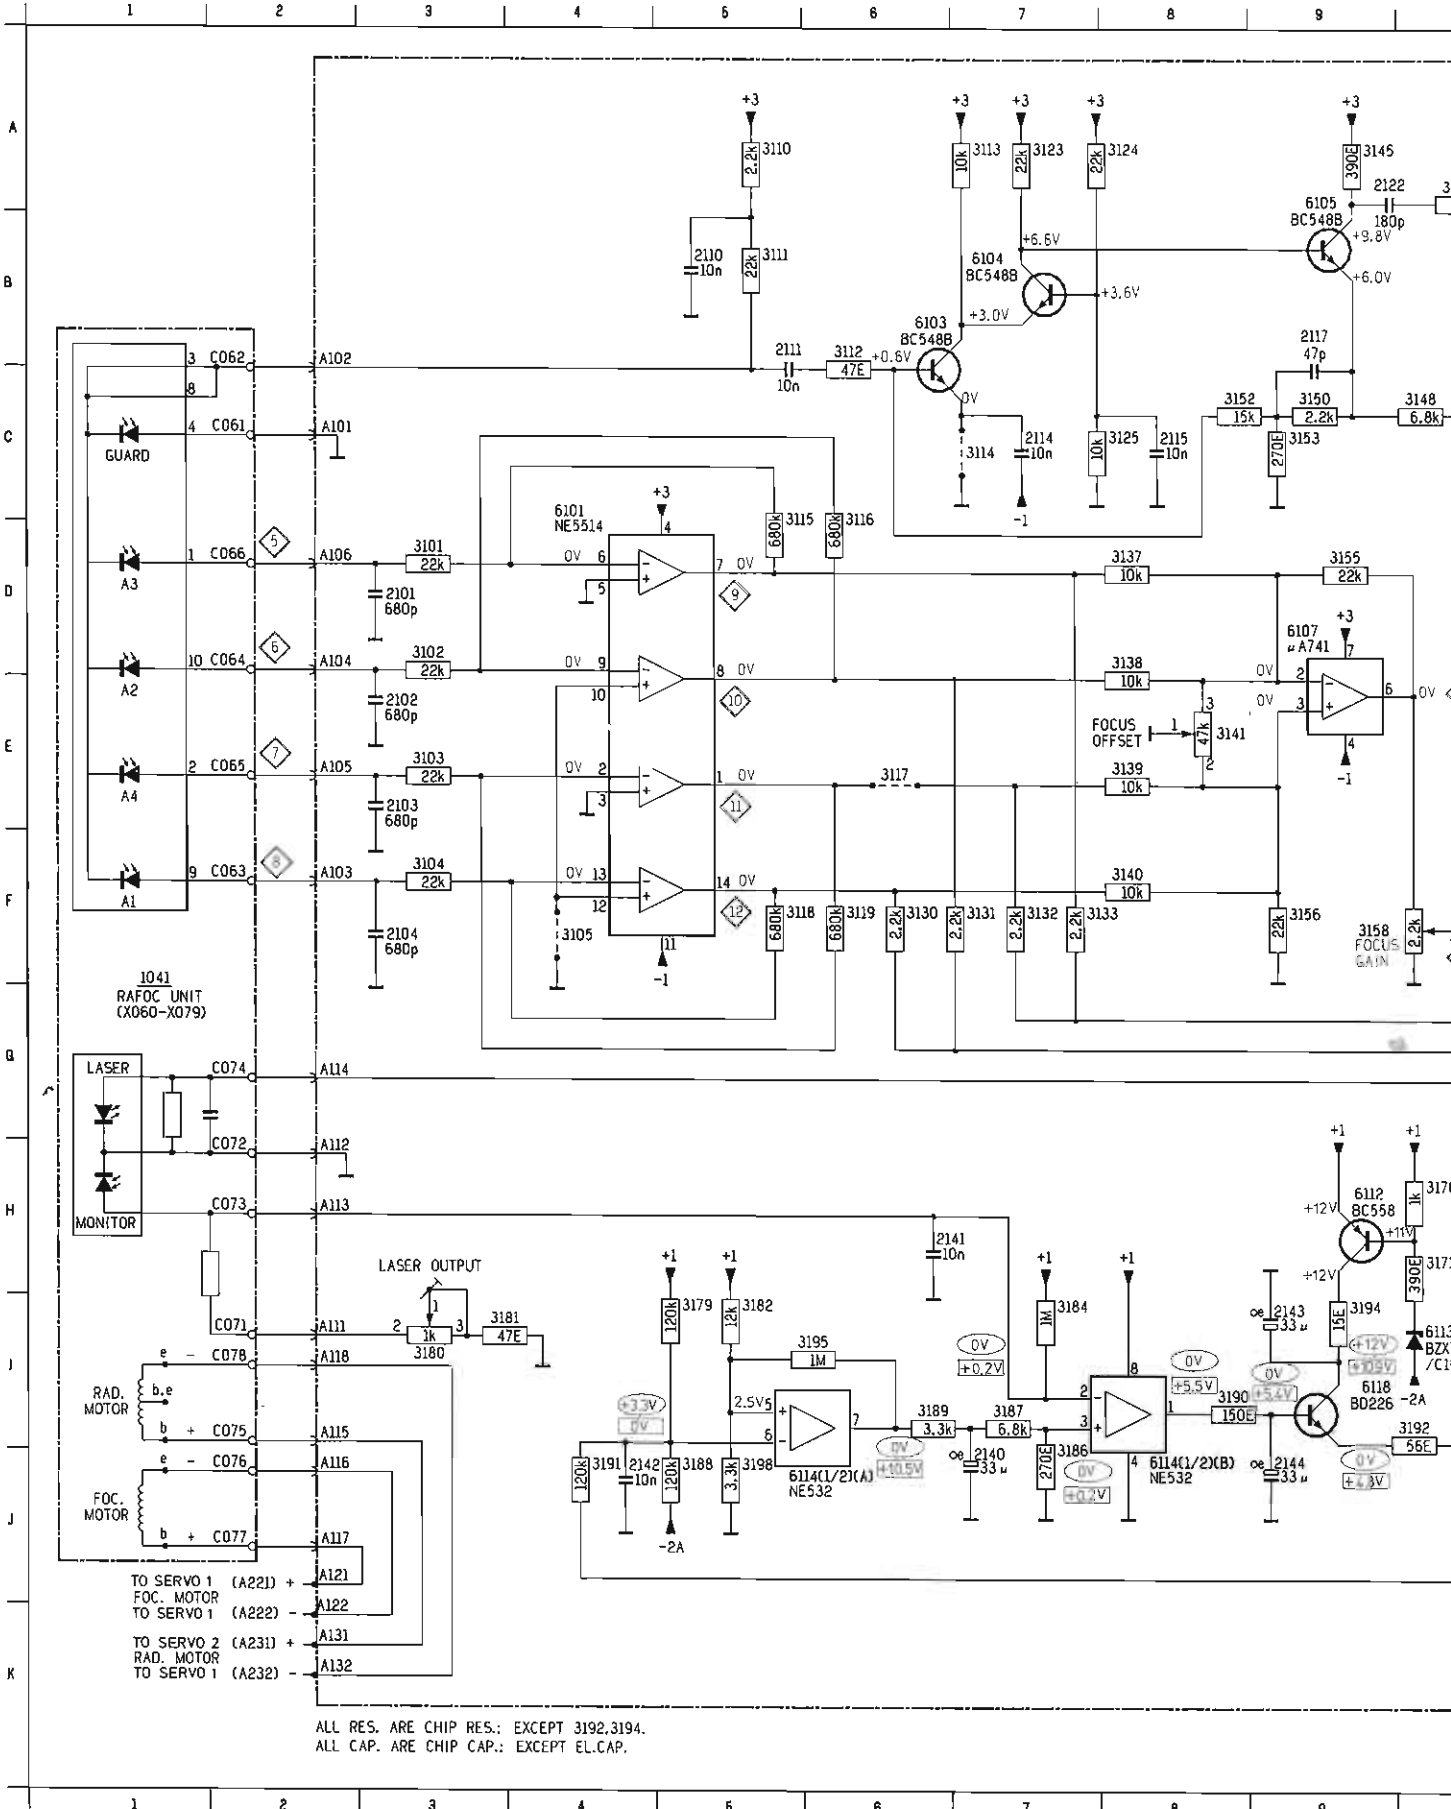 1 2 3 4 5 6 7 8 9
A
B
C
D
E
F
G
H
I
J
K
+3 +3 +3 +3 +3
2.2k 3110
10k 3113
22k 3123
22k 3124
390E 3145
2122
180p
3
6105
BC548B
+9.8V
+6.0V
2110
10n
22k 3111
+6.6V
6104
BC548B
+3.6V
+3.0V
6103
BC548B
2117
47p
3 C062 A102
8
2111
10n
3112
47E
+0.6V
0V
3152
15k
3150
2.2k
3148
6.8k
4 C061 A101
GUARD
3114
2114
10n
-1
10k 3125
2115
10n
270E 3153
6101
NE5514
+3
4
680k 3115
680k 3116
1 C066 5 A106
A3
3101
22k
2101
680p
0V 6
5
7 0V
9
3137
10k
3155
22k
10 C064 6 A104
A2
3102
22k
2102
680p
0V 9
10
8 0V
10
3138
10k
6107
µA741
+3
7
0V 2
0V 3
6 0V
4
-1
FOCUS
OFFSET
1
3
47k 3141
2
2 C065 7 A105
A4
3103
22k
2103
680p
0V 2
3
1 0V
11
3117
3139
10k
9 C063 8 A103
A1
3104
22k
2104
680p
0V 13
12
14 0V
12
3140
10k
3105
11
-1
680k 3118
680k 3119
2.2k 3130
2.2k 3131
2.2k 3132
2.2k 3133
22k 3156
3158
FOCUS
GAIN
2.2k
1041
RAFOC UNIT
(X060-X079)
LASER
C074 A114
C072 A112
C073 A113
MONITOR
LASER OUTPUT
1
2 1k 3
3180
3181
47E
C071 A111
2141
10n
+1 +1 +1 +1 +1 +1
120k 3179
12k 3182
1M 3184
3195
1M
6112
BC558
+12V
+11V
+12V
1k
390E
2143
33µ
15E 3194
6113
+12V
+10.9V
6118
BD226
-2A
e - C078 A118
RAD.
MOTOR
b.e
b + C075 A115
e - C076 A116
FOC.
MOTOR
b + C077 A117
+3.3V
0V
2.5V 5
6
7
6114(1/2)(A)
NE532
0V
+10.5V
3189
3.3k
3187
6.8k
2140
33µ
270E 3186
0V
+0.2V
0V
+0.2V
2
3
8
1
4
6114(1/2)(B)
NE532
0V
+5.5V
3190
150E
0V
+5.4V
2144
33µ
0V
3192
56E
120k 3191
2142
10n
120k 3188
-2A
3.3k 3198
TO SERVO 1 (A221) + A121
FOC. MOTOR
TO SERVO 1 (A222) - A122
TO SERVO 2 (A231) + A131
RAD. MOTOR
TO SERVO 1 (A232) - A132
ALL RES. ARE CHIP RES.: EXCEPT 3192,3194.
ALL CAP. ARE CHIP CAP.: EXCEPT EL.CAP.
1 2 3 4 5 6 7 8 9